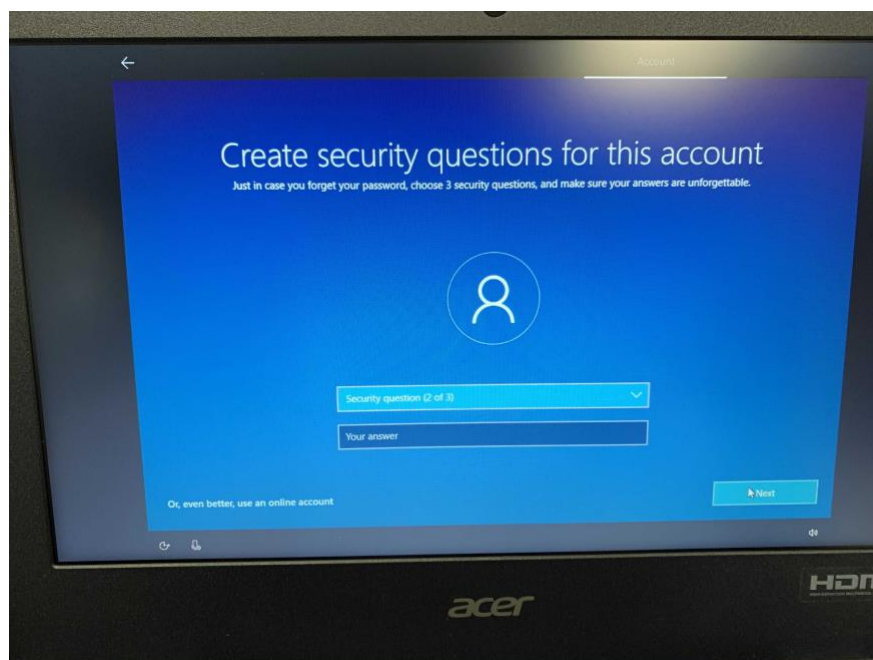 Account
Create security questions for this account
Just in case you forget your password, choose 3 security questions, and make sure your answers are unforgettable.
Security question (2 of 3)
Your answer
Next
Or, even better, use an online account
acer